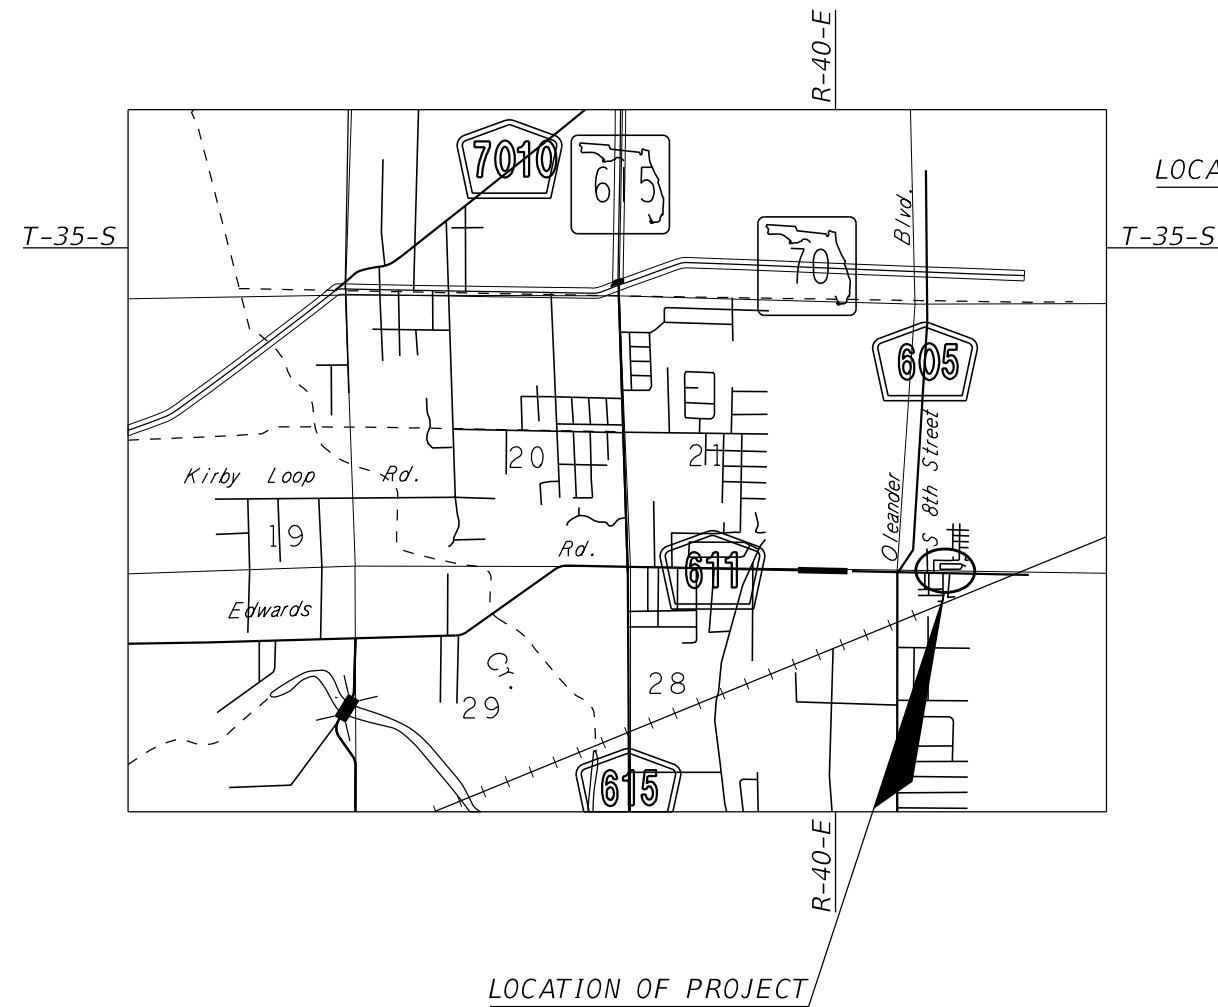 R-40-E
7010
615
LOCA
T-35-S
T-35-S
Blvd.
70
605
S 8th Street
20
21
Kirby Loop Rd.
Oleander
19
Rd.
611
Edwards
Cr.
28
29
615
R-40-E
LOCATION OF PROJECT